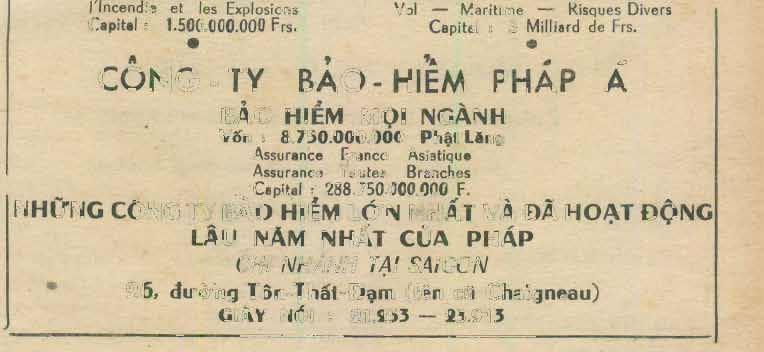 l'Incendie et les Explosions
Capital : 1.500.000.000 Frs.
Vol — Maritime — Risques Divers
Capital : Milliard de Frs.
CÔNG-TY BẢO-HIỂM PHÁP Á
BẢO HIỂM MỌI NGÀNH
Vốn : 8.750.000.000 Phật Lăng
Assurance Franco Asiatique
Assurance Toutes Branches
Capital : 288.750.000.000 F.
NHỮNG CÔNG TY BẢO HIỂM LỚN NHẤT VÀ ĐÃ HOẠT ĐỘNG
LÂU NĂM NHẤT CỦA PHÁP
CHI NHÁNH TẠI SAIGON
đường Tôn-Thất-Đạm (tên cũ Chaigneau)
GIÂY NÓI :